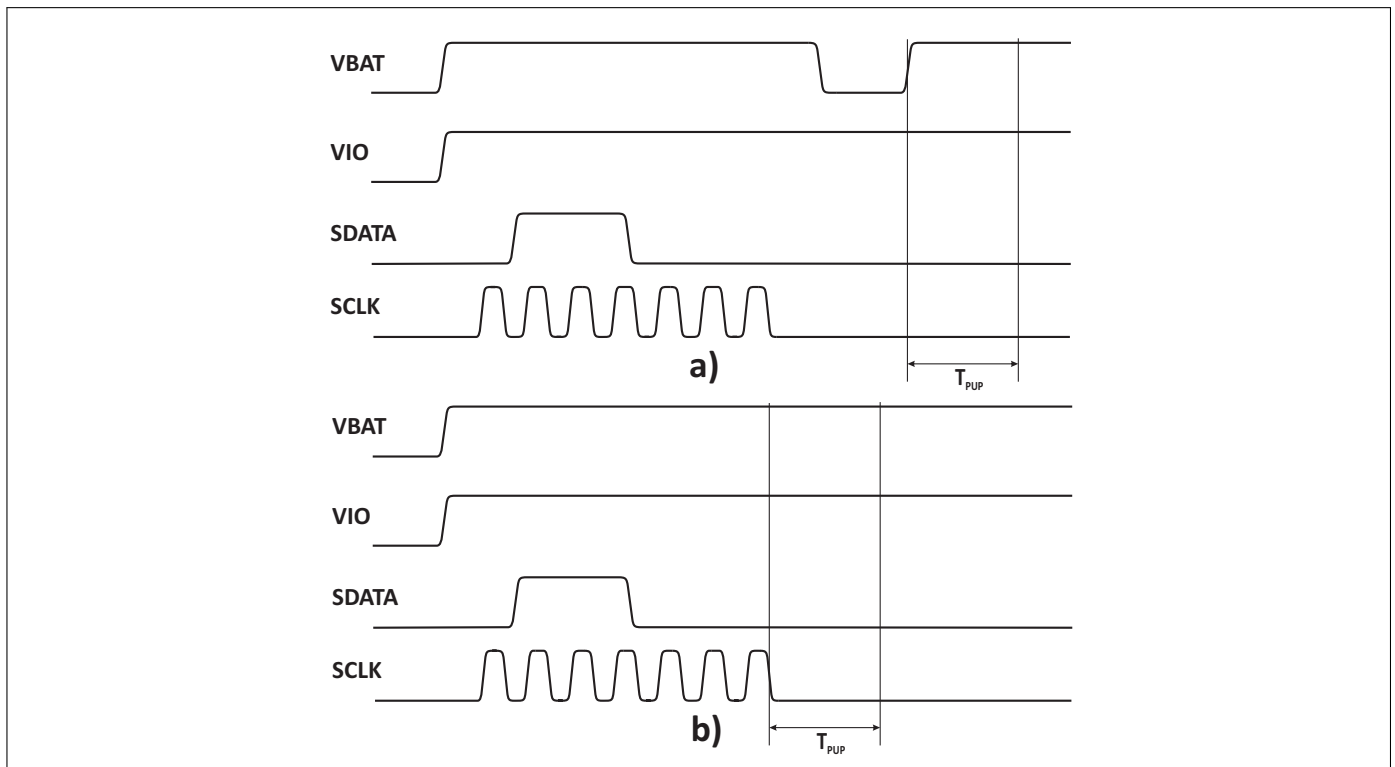 VBAT
VIO
SDATA
SCLK
a)
TPUP
VBAT
VIO
SDATA
SCLK
b)
TPUP